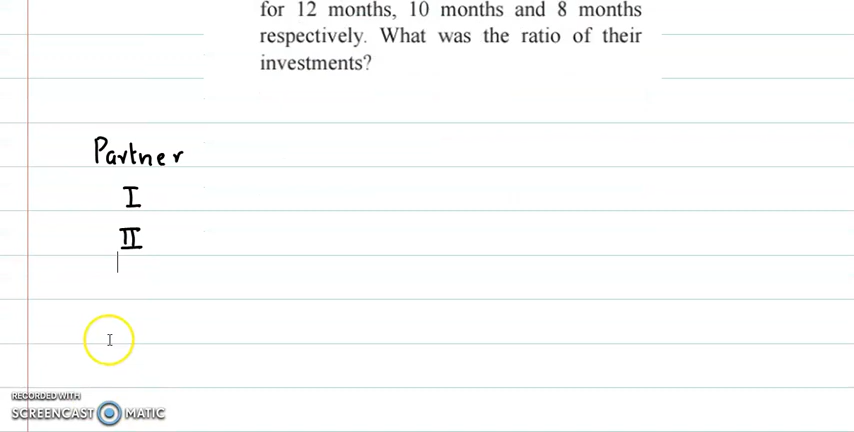 for 12 months, 10 months and 8 months
respectively. What was the ratio of their
investments?
Partner
I
II
RECORDED WITH
SCREENCAST MATIC